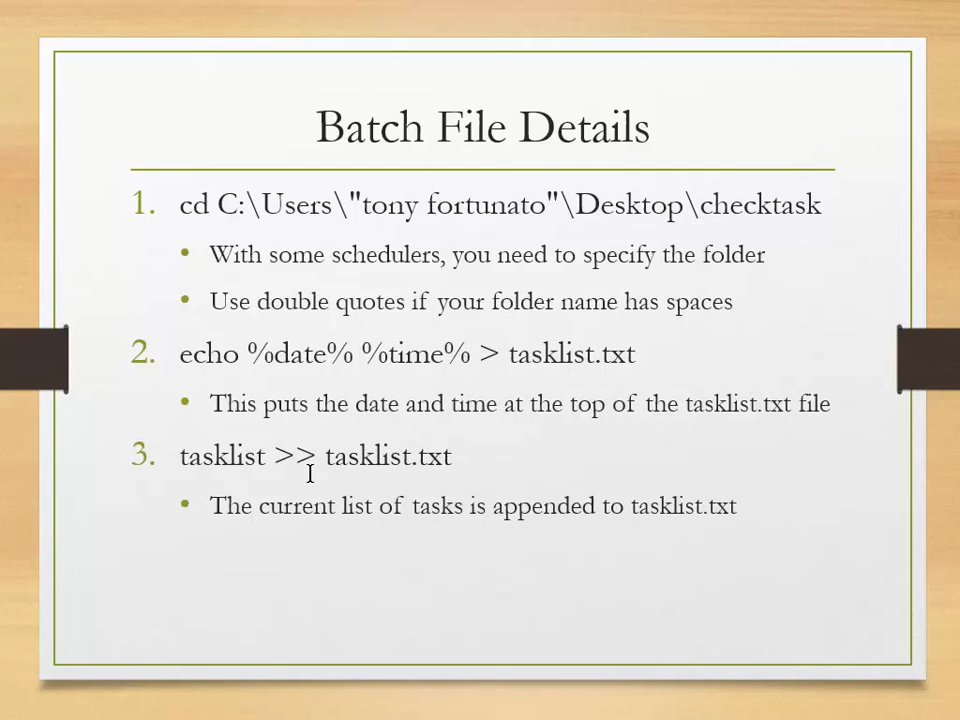 Batch File Details
1. cd C:\Users\"tony fortunato"\Desktop\checktask
• With some schedulers, you need to specify the folder
• Use double quotes if your folder name has spaces
2. echo %date% %time% > tasklist.txt
• This puts the date and time at the top of the tasklist.txt file
3. tasklist >> tasklist.txt
• The current list of tasks is appended to tasklist.txt